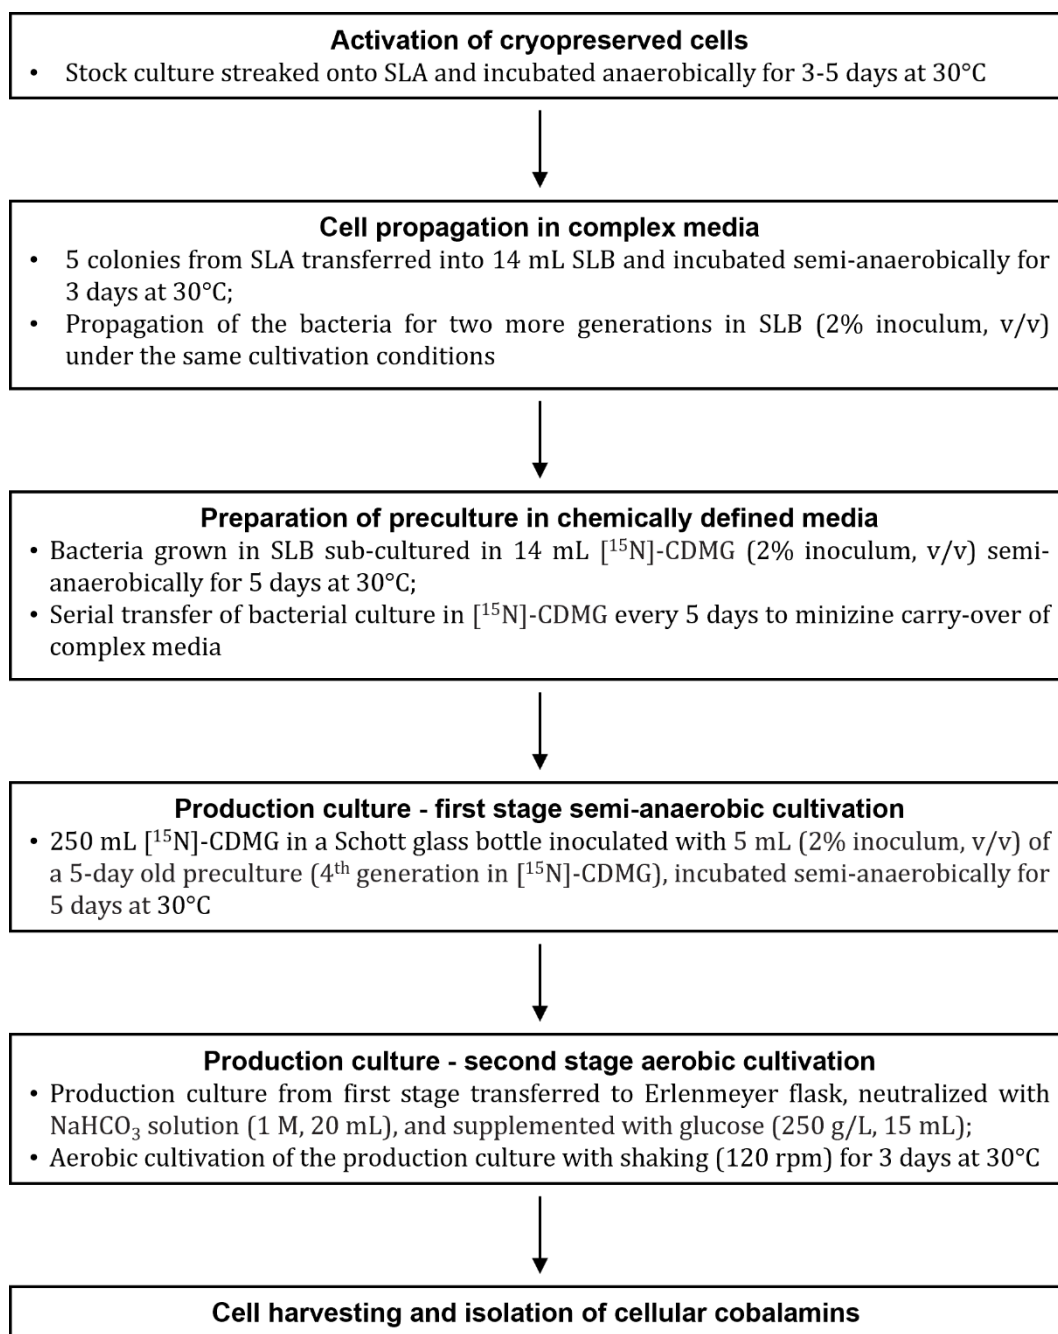 Activation of cryopreserved cells
• Stock culture streaked onto SLA and incubated anaerobically for 3-5 days at 30°C
Cell propagation in complex media
• 5 colonies from SLA transferred into 14 mL SLB and incubated semi-anaerobically for
3 days at 30°C;
• Propagation of the bacteria for two more generations in SLB (2% inoculum, v/v)
under the same cultivation conditions
Preparation of preculture in chemically defined media
• Bacteria grown in SLB sub-cultured in 14 mL [¹⁵N]-CDMG (2% inoculum, v/v) semi-
anaerobically for 5 days at 30°C;
• Serial transfer of bacterial culture in [¹⁵N]-CDMG every 5 days to minizine carry-over of
complex media
Production culture - first stage semi-anaerobic cultivation
• 250 mL [¹⁵N]-CDMG in a Schott glass bottle inoculated with 5 mL (2% inoculum, v/v) of
a 5-day old preculture (4ᵗʰ generation in [¹⁵N]-CDMG), incubated semi-anaerobically for
5 days at 30°C
Production culture - second stage aerobic cultivation
• Production culture from first stage transferred to Erlenmeyer flask, neutralized with
NaHCO₃ solution (1 M, 20 mL), and supplemented with glucose (250 g/L, 15 mL);
• Aerobic cultivation of the production culture with shaking (120 rpm) for 3 days at 30°C
Cell harvesting and isolation of cellular cobalamins